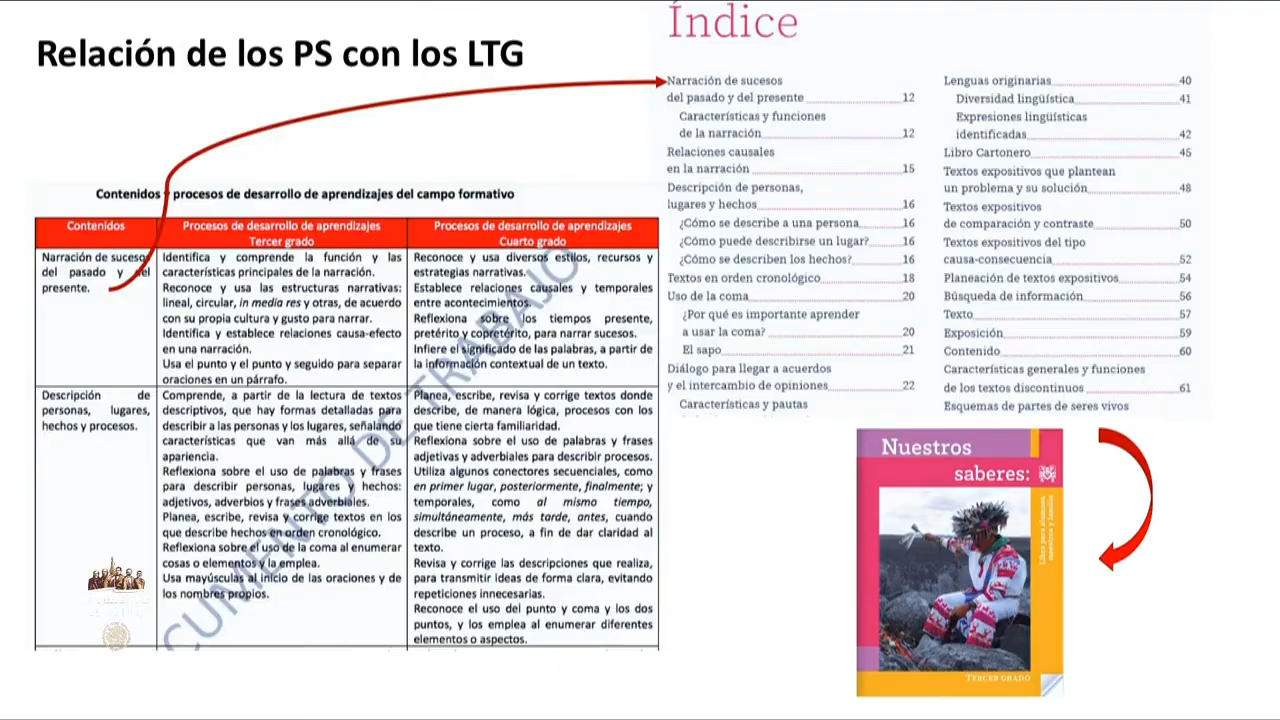 Relación de los PS con los LTG
Contenidos y procesos de desarrollo de aprendizajes del campo formativo
Contenidos
Procesos de desarrollo de aprendizajes
Tercer grado
Procesos de desarrollo de aprendizajes
Cuarto grado
Narración de sucesos
del pasado y del
presente.
Identifica y comprende la función y las
características principales de la narración.
Reconoce y usa las estructuras narrativas:
lineal, circular, in media res y otras, de acuerdo
con su propia cultura y gusto para narrar.
Identifica y establece relaciones causa-efecto
en una narración.
Usa el punto y el punto y seguido para separar
oraciones en un párrafo.
Reconoce y usa diversos estilos, recursos y
estrategias narrativas.
Establece relaciones causales y temporales
entre acontecimientos.
Reflexiona sobre los tiempos presente,
pretérito y copretérito, para narrar sucesos.
Infiere el significado de las palabras, a partir de
la información contextual de un texto.
Descripción de
personas, lugares,
hechos y procesos.
Comprende, a partir de la lectura de textos
descriptivos, que hay formas detalladas para
describir a las personas y los lugares, señalando
características que van más allá de su
apariencia.
Reflexiona sobre el uso de palabras y frases
para describir personas, lugares y hechos:
adjetivos, adverbios y frases adverbiales.
Planea, escribe, revisa y corrige textos en los
que describe hechos en orden cronológico.
Reflexiona sobre el uso de la coma al enumerar
cosas o elementos y la emplea.
Usa mayúsculas al inicio de las oraciones y de
los nombres propios.
Planea, escribe, revisa y corrige textos donde
describe, de manera lógica, procesos con los
que tiene cierta familiaridad.
Reflexiona sobre el uso de palabras y frases
adjetivas y adverbiales para describir procesos.
Utiliza algunos conectores secuenciales, como
en primer lugar, posteriormente, finalmente; y
temporales, como al mismo tiempo,
simultáneamente, más tarde, antes, cuando
describe un proceso, a fin de dar claridad al
texto.
Revisa y corrige las descripciones que realiza,
para transmitir ideas de forma clara, evitando
repeticiones innecesarias.
Reconoce el uso del punto y coma y los dos
puntos, y los emplea al enumerar diferentes
elementos o aspectos.
CUMENTO DE TRABAJO
Índice
Narración de sucesos
del pasado y del presente 12
Características y funciones
de la narración 12
Relaciones causales
en la narración 15
Descripción de personas,
lugares y hechos 16
¿Cómo se describe a una persona 16
¿Cómo puede describirse un lugar? 16
¿Cómo se describen los hechos? 16
Textos en orden cronológico 18
Uso de la coma 20
¿Por qué es importante aprender
a usar la coma? 20
El sapo 21
Diálogo para llegar a acuerdos
y el intercambio de opiniones 22
Características y pautas
Lenguas originarias 40
Diversidad lingüística 41
Expresiones lingüísticas
identificadas 42
Libro Cartonero 45
Textos expositivos que plantean
un problema y su solución 48
Textos expositivos
de comparación y contraste 50
Textos expositivos del tipo
causa-consecuencia 52
Planeación de textos expositivos 54
Búsqueda de información 56
Texto 57
Exposición 59
Contenido 60
Características generales y funciones
de los textos discontinuos 61
Esquemas de partes de seres vivos
Nuestros
saberes:
Libro para alumnos,
maestros y familia
TERCER GRADO